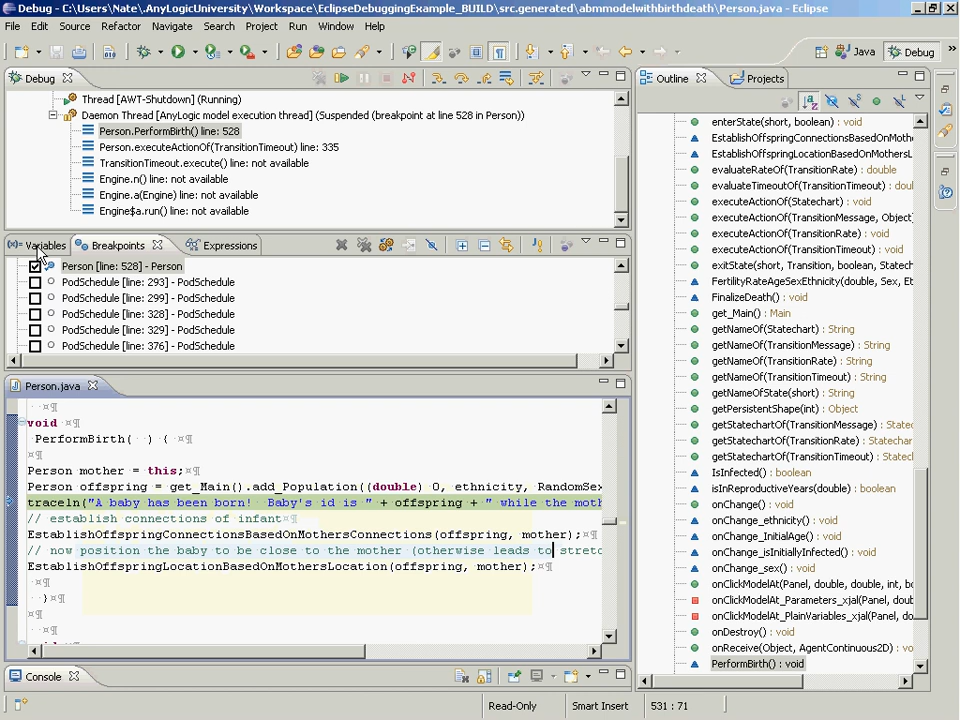 Debug - C:\Users\Nate.AnyLogicUniversity\Workspace\EclipseDebuggingExample_BUILD\src.generated\abmmodelwithbirthdeath\Person.java - Eclipse
File Edit Source Refactor Navigate Search Project Run Window Help
Java Debug
Debug
Thread [AWT-Shutdown] (Running)
Daemon Thread [AnyLogic model execution thread] (Suspended (breakpoint at line 528 in Person))
Person.PerformBirth() line: 528
Person.executeActionOf(TransitionTimeout) line: 335
TransitionTimeout.execute() line: not available
Engine.n() line: not available
Engine.a(Engine) line: not available
Engine$a.run() line: not available
(x)= Variables Breakpoints Expressions
Person [line: 528] - Person
PodSchedule [line: 293] - PodSchedule
PodSchedule [line: 299] - PodSchedule
PodSchedule [line: 328] - PodSchedule
PodSchedule [line: 329] - PodSchedule
PodSchedule [line: 376] - PodSchedule
Person.java
¤¶
void ¤¶
PerformBirth( ) { ¤¶
¤¶
Person mother = this;¤¶
Person offspring = get_Main().add_Population((double) 0, ethnicity, RandomSex
traceln("A baby has been born! Baby's id is " + offspring + " while the moth
// establish connections of infant¤¶
EstablishOffspringConnectionsBasedOnMothersConnections(offspring, mother);¤¶
// now position the baby to be close to the mother (otherwise leads to stretc
EstablishOffspringLocationBasedOnMothersLocation(offspring, mother);¤¶
¤¶
}¤¶
¤¶
¤¶
Console
Outline Projects
enterState(short, boolean) : void
EstablishOffspringConnectionsBasedOnMothe
EstablishOffspringLocationBasedOnMothersL
evaluateRateOf(TransitionRate) : double
evaluateTimeoutOf(TransitionTimeout) : doul
executeActionOf(Statechart) : void
executeActionOf(TransitionMessage, Object)
executeActionOf(TransitionRate) : void
executeActionOf(TransitionTimeout) : void
exitState(short, Transition, boolean, Statech
FertilityRateAgeSexEthnicity(double, Sex, Et
FinalizeDeath() : void
get_Main() : Main
getNameOf(Statechart) : String
getNameOf(TransitionMessage) : String
getNameOf(TransitionRate) : String
getNameOf(TransitionTimeout) : String
getNameOfState(short) : String
getPersistentShape(int) : Object
getStatechartOf(TransitionMessage) : Statec
getStatechartOf(TransitionRate) : Statechar
getStatechartOf(TransitionTimeout) : Statec
IsInfected() : boolean
isInReproductiveYears(double) : boolean
onChange() : void
onChange_ethnicity() : void
onChange_InitialAge() : void
onChange_isInitiallyInfected() : void
onChange_sex() : void
onClickModelAt(Panel, double, double, int, bo
onClickModelAt_Parameters_xjal(Panel, doub
onClickModelAt_PlainVariables_xjal(Panel, do
onDestroy() : void
onReceive(Object, AgentContinuous2D) : vo
PerformBirth() : void
Read-Only Smart Insert 531 : 71